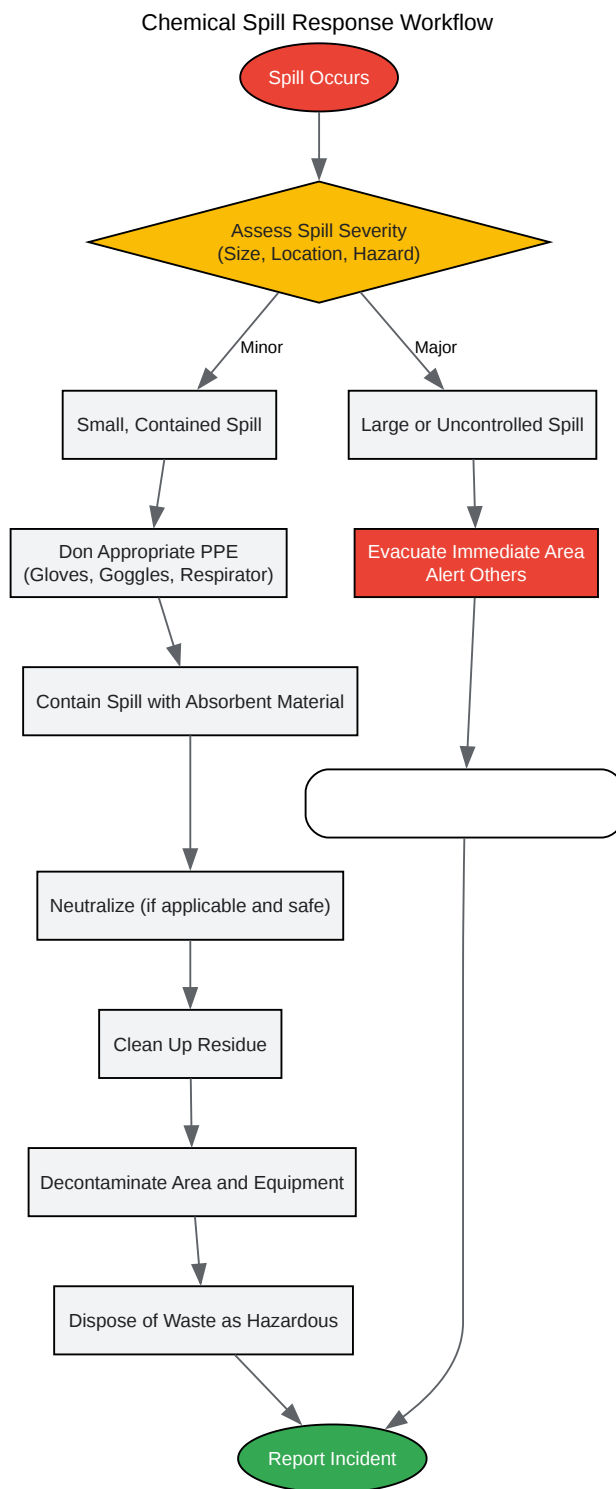 Chemical Spill Response Workflow
Spill Occurs
Assess Spill Severity
(Size, Location, Hazard)
Minor
Major
Small, Contained Spill
Large or Uncontrolled Spill
Don Appropriate PPE
(Gloves, Goggles, Respirator)
Evacuate Immediate Area
Alert Others
Contain Spill with Absorbent Material
Neutralize (if applicable and safe)
Clean Up Residue
Decontaminate Area and Equipment
Dispose of Waste as Hazardous
Report Incident